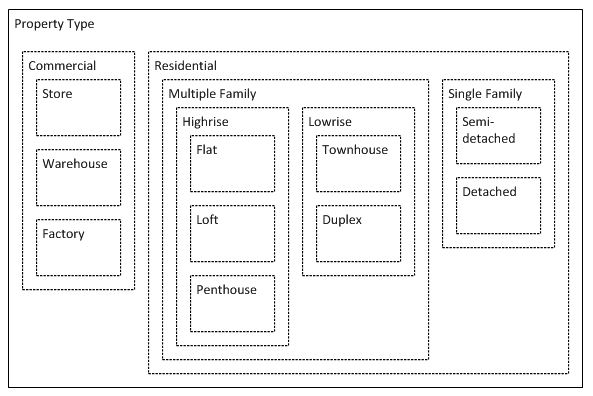 Property Type
Commercial
Store
Warehouse
Factory
Residential
Multiple Family
Highrise
Flat
Loft
Penthouse
Lowrise
Townhouse
Duplex
Single Family
Semi-
detached
Detached